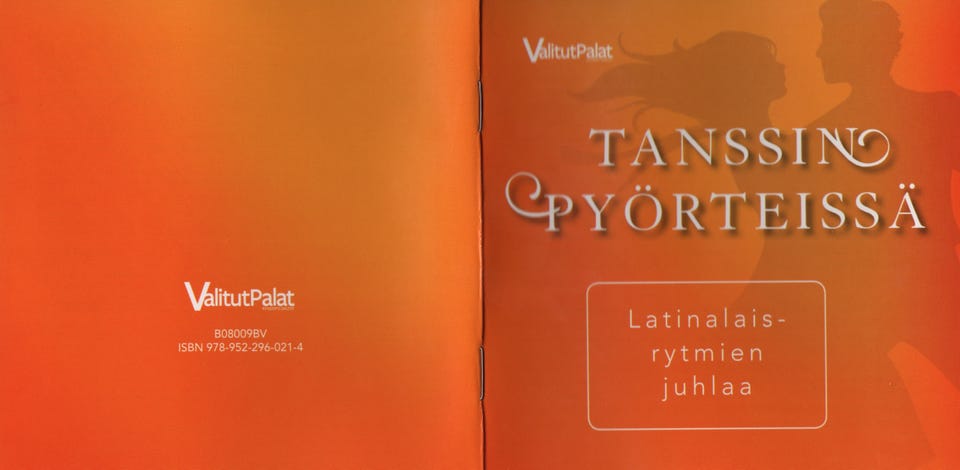 ValitutPalat
B08009BV
ISBN 978-952-296-021-4
ValitutPalat
TANSSIN
PYÖRTEISSÄ
Latinalais-
rytmien
juhlaa